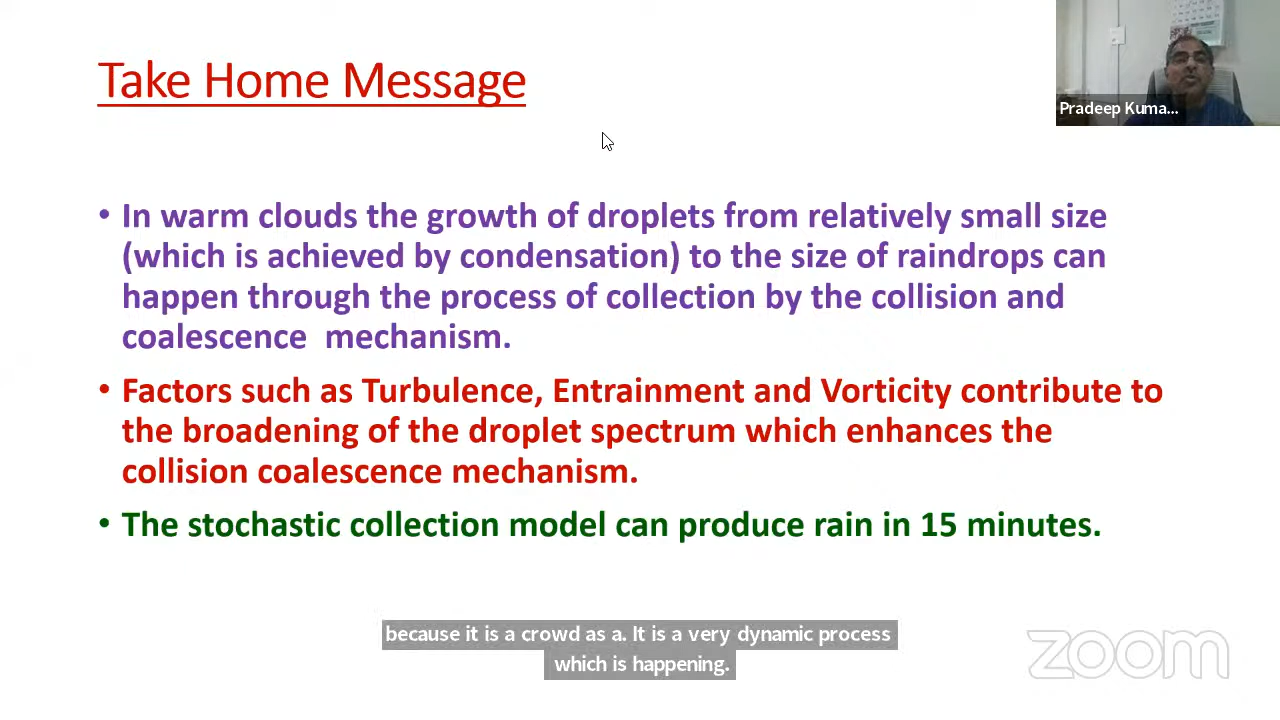 Take Home Message
Pradeep Kuma...
• In warm clouds the growth of droplets from relatively small size
(which is achieved by condensation) to the size of raindrops can
happen through the process of collection by the collision and
coalescence  mechanism.
• Factors such as Turbulence, Entrainment and Vorticity contribute to
the broadening of the droplet spectrum which enhances the
collision coalescence mechanism.
• The stochastic collection model can produce rain in 15 minutes.
because it is a crowd as a. It is a very dynamic process
which is happening.
zoom